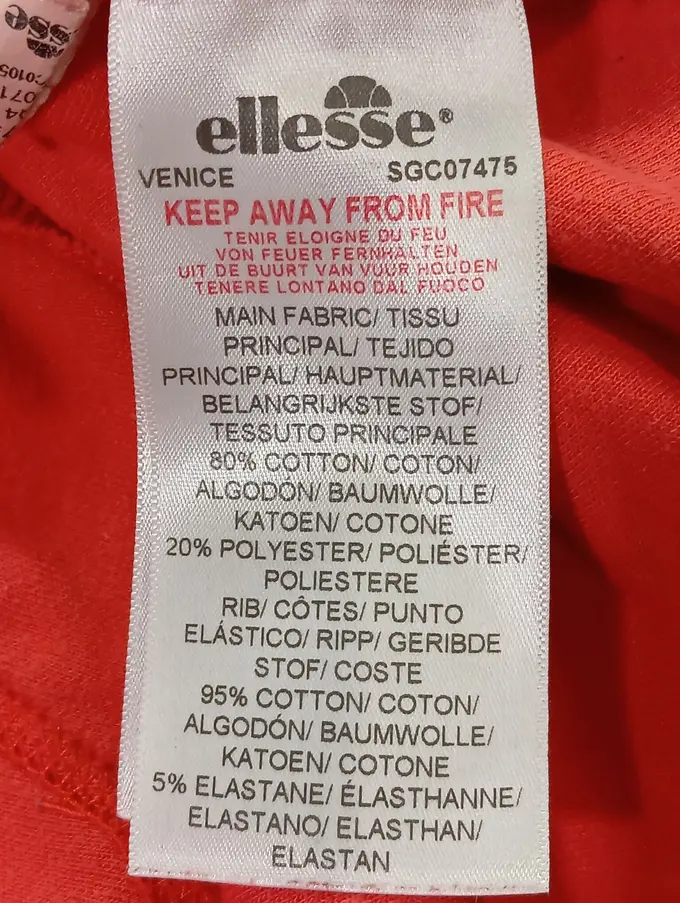 ellesse®
VENICE SGC07475
KEEP AWAY FROM FIRE
TENIR ELOIGNE DU FEU
VON FEUER FERNHALTEN
UIT DE BUURT VAN VUUR HOUDEN
TENERE LONTANO DAL FUOCO
MAIN FABRIC/ TISSU
PRINCIPAL/ TEJIDO
PRINCIPAL/ HAUPTMATERIAL/
BELANGRIJKSTE STOF/
TESSUTO PRINCIPALE
80% COTTON/ COTON/
ALGODÓN/ BAUMWOLLE/
KATOEN/ COTONE
20% POLYESTER/ POLIÉSTER/
POLIESTERE
RIB/ CÔTES/ PUNTO
ELÁSTICO/ RIPP/ GERIBDE
STOF/ COSTE
95% COTTON/ COTON/
ALGODÓN/ BAUMWOLLE/
KATOEN/ COTONE
5% ELASTANE/ ÉLASTHANNE/
ELASTANO/ ELASTHAN/
ELASTAN